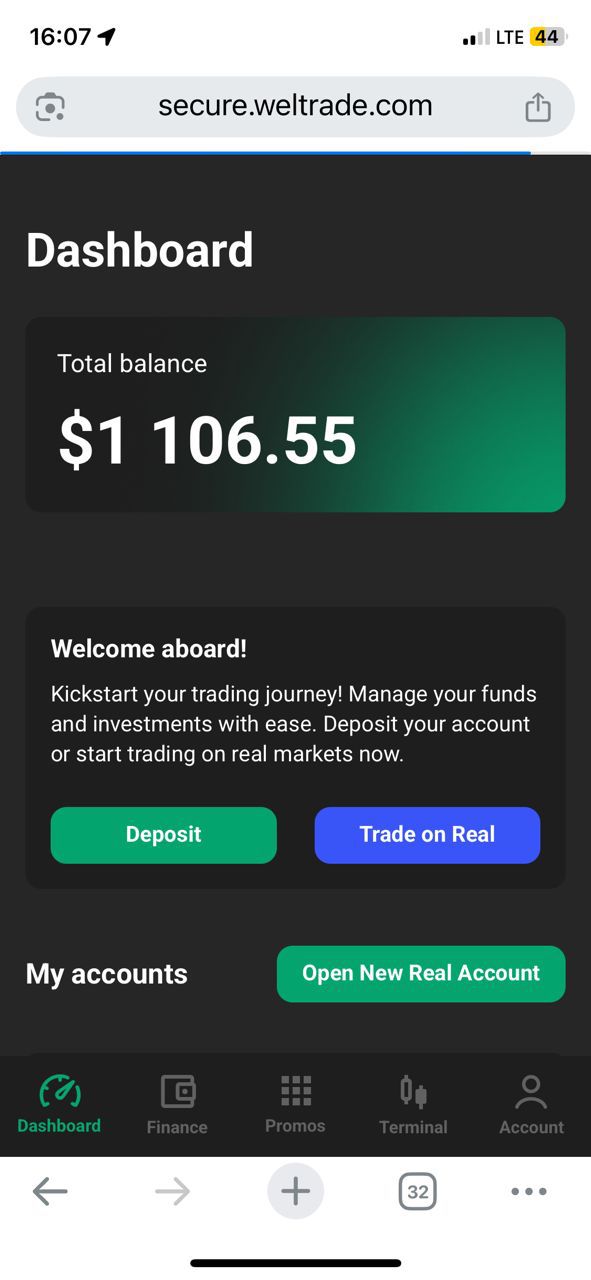 16:07 LTE 44
secure.weltrade.com
Dashboard
Total balance
$1 106.55
Welcome aboard!
Kickstart your trading journey! Manage your funds
and investments with ease. Deposit your account
or start trading on real markets now.
Deposit Trade on Real
My accounts Open New Real Account
Dashboard Finance Promos Terminal Account
32